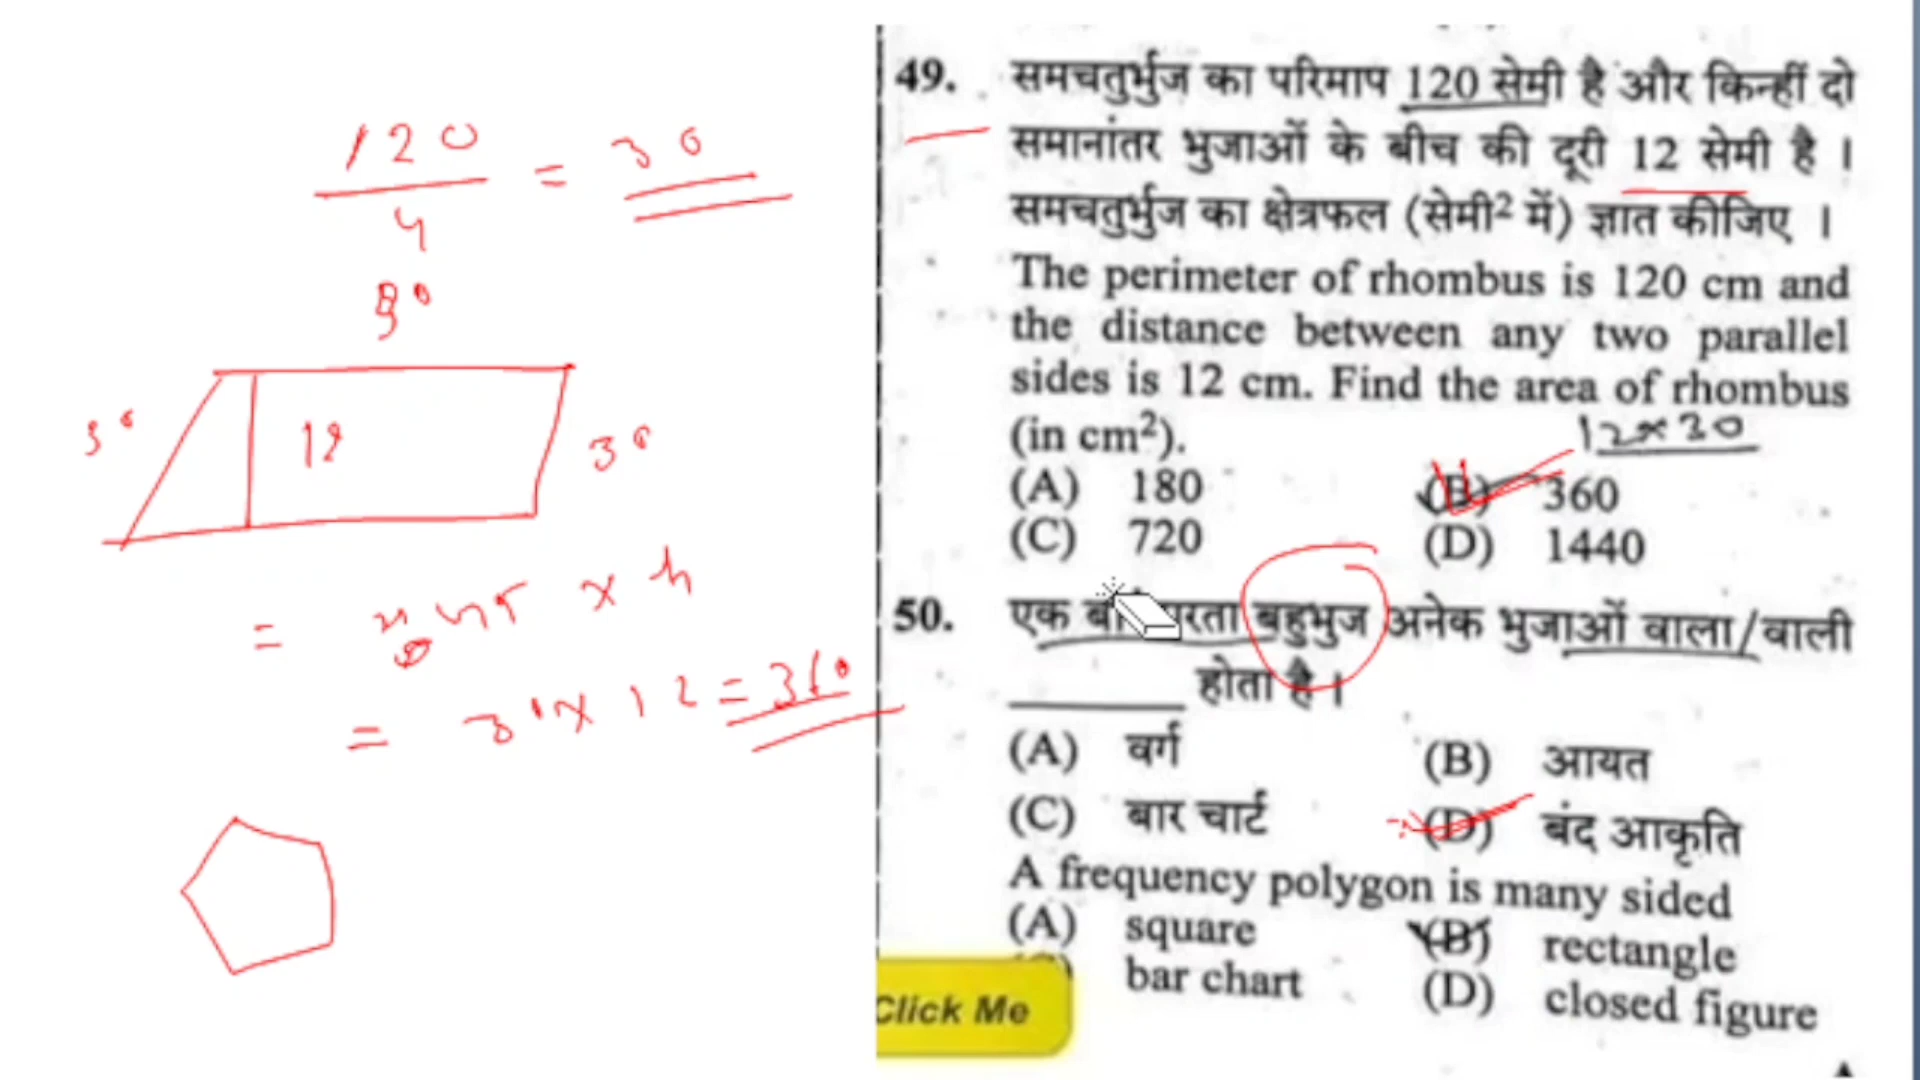 120
4
= 30
30
30
12
30
= × h
= 30 × 12 = 360
49. समचतुर्भुज का परिमाप 120 सेमी है और किन्हीं दो
समानांतर भुजाओं के बीच की दूरी 12 सेमी है ।
समचतुर्भुज का क्षेत्रफल (सेमी² में) ज्ञात कीजिए ।
The perimeter of rhombus is 120 cm and
the distance between any two parallel
sides is 12 cm. Find the area of rhombus
(in cm²).
12×30
(A) 180 (B) 360
(C) 720 (D) 1440
50. एक बहुभुज अनेक भुजाओं वाला/वाली
होता है ।
(A) वर्ग (B) आयत
(C) बार चार्ट (D) बंद आकृति
A frequency polygon is many sided
(A) square (B) rectangle
bar chart (D) closed figure
Click Me